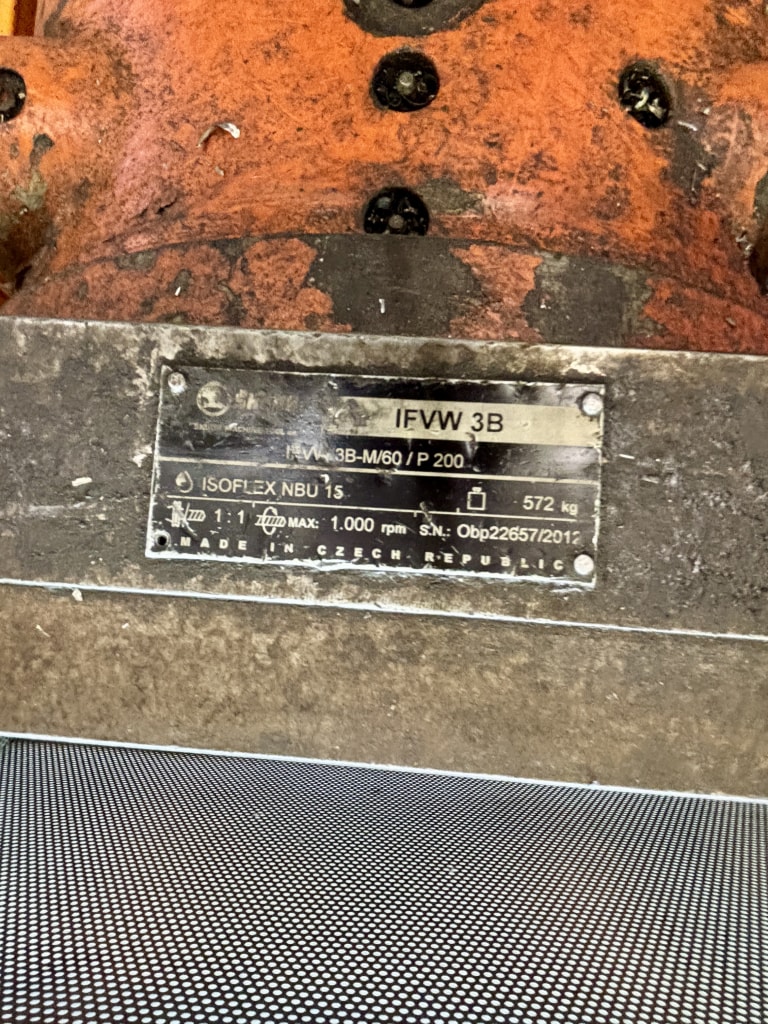 IFVW 3B
IFVW 3B-M/60 / P 200
ISOFLEX NBU 15
572 kg
1 : 1 MAX: 1.000 rpm S.N.: Obp22657/2012
MADE IN CZECH REPUBLIC